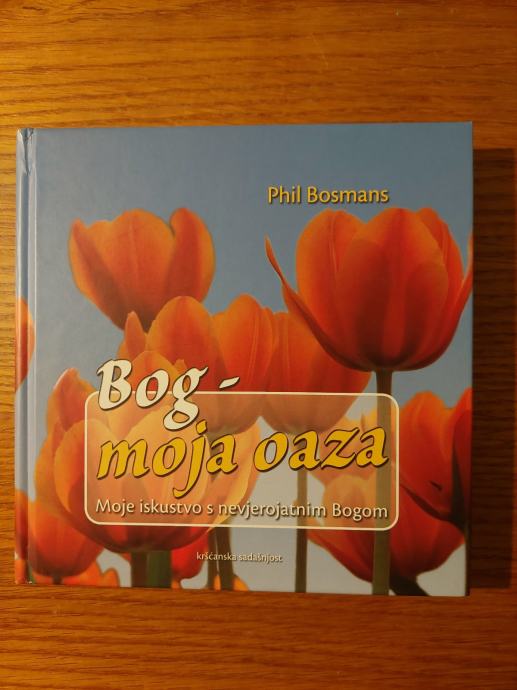 Phil Bosmans
Bog -
moja oaza
Moje iskustvo s nevjerojatnim Bogom
kršćanska sadašnjost